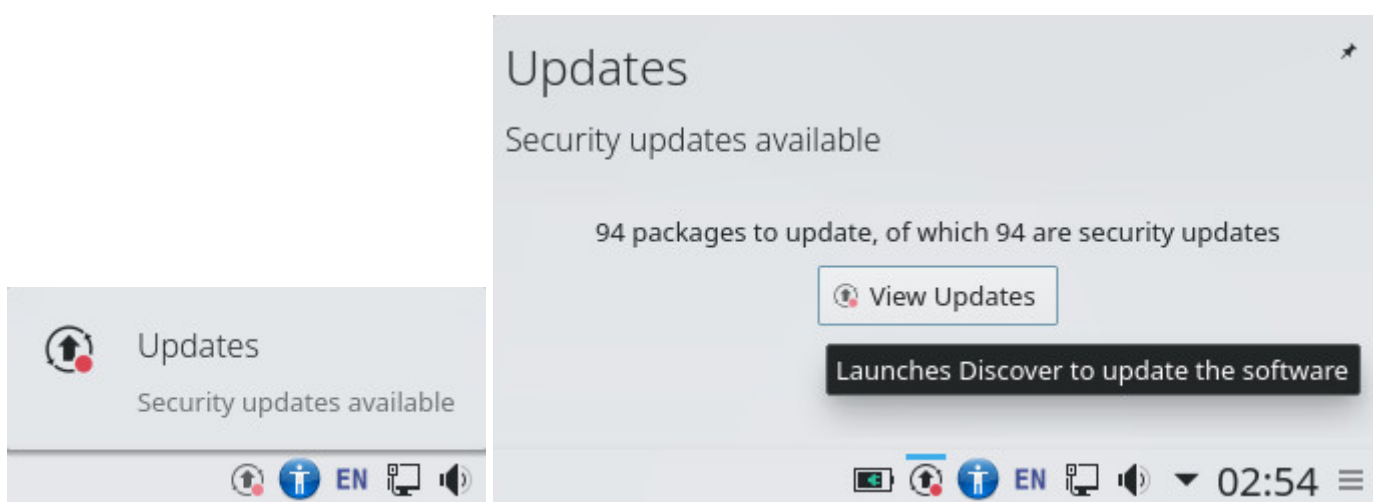 Updates
Security updates available
EN
Updates
Security updates available
94 packages to update, of which 94 are security updates
View Updates
Launches Discover to update the software
EN
02:54